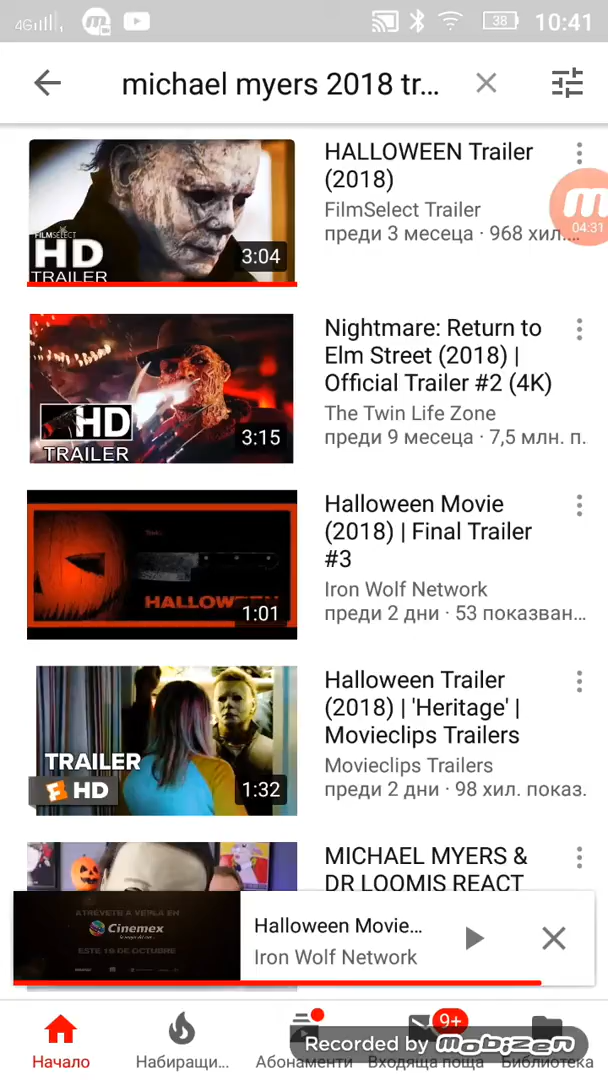 4G 38 10:41
michael myers 2018 tr...
FILMSELECT
HD
TRAILER
3:04
HALLOWEEN Trailer
(2018)
FilmSelect Trailer
преди 3 месеца · 968 хил....
04:31
HD
TRAILER
3:15
Nightmare: Return to
Elm Street (2018) |
Official Trailer #2 (4K)
The Twin Life Zone
преди 9 месеца · 7,5 млн. п..
HALLOWEEN
1:01
Halloween Movie
(2018) | Final Trailer
#3
Iron Wolf Network
преди 2 дни · 53 показван...
TRAILER
F HD
1:32
Halloween Trailer
(2018) | 'Heritage' |
Movieclips Trailers
Movieclips Trailers
преди 2 дни · 98 хил. показ.
MICHAEL MYERS &
DR LOOMIS REACT
ATRÉVETE A VERLA EN
Cinemex
ESTE 16 DE OCTUBRE
Halloween Movie...
Iron Wolf Network
9+
Recorded by mobizen
Начало
Набиращи...
Абонаменти
Входяща поща
Библиотека